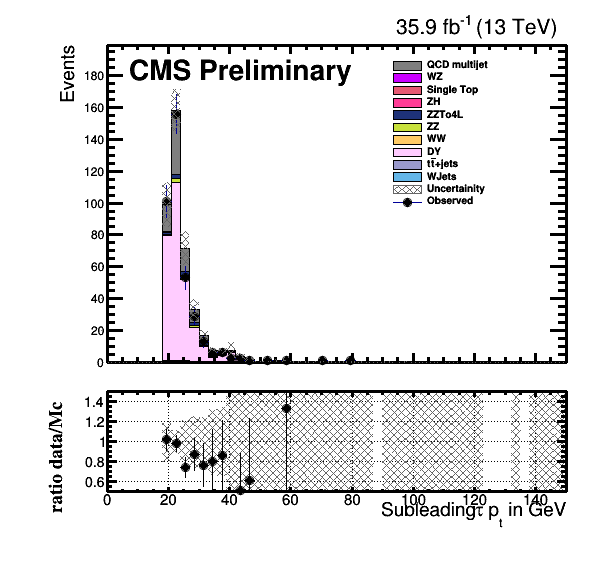 35.9 fb⁻¹ (13 TeV)
Events
CMS Preliminary
QCD multijet
WZ
Single Top
ZH
ZZTo4L
ZZ
WW
DY
tt̄+jets
WJets
Uncertainity
Observed
180
160
140
120
100
80
60
40
20
0
ratio data/Mc
1.4
1.2
1
0.8
0.6
0 20 40 60 80 100 120 140
Subleadingτ pₜ in GeV